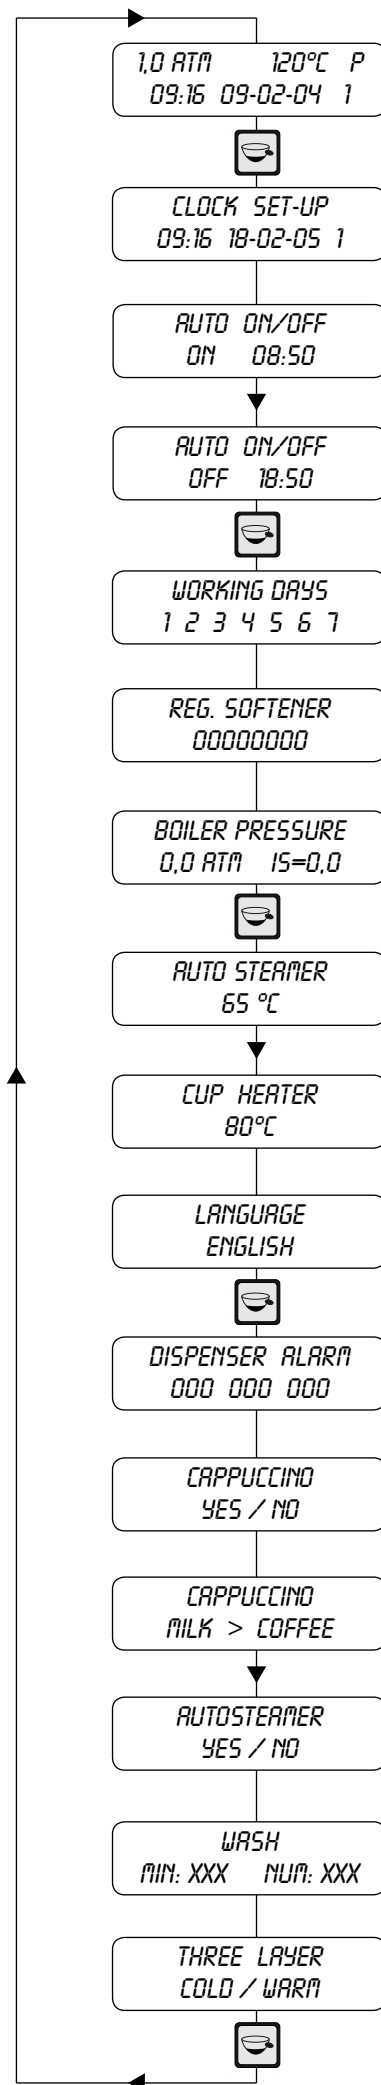 1,0 ATM 120°C P
09:16 09-02-04 1
CLOCK SET-UP
09:16 18-02-05 1
AUTO ON/OFF
ON 08:50
AUTO ON/OFF
OFF 18:50
WORKING DAYS
1 2 3 4 5 6 7
REG. SOFTENER
00000000
BOILER PRESSURE
0,0 ATM IS=0,0
AUTO STEAMER
65 °C
CUP HEATER
80°C
LANGUAGE
ENGLISH
DISPENSER ALARM
000 000 000
CAPPUCCINO
YES / NO
CAPPUCCINO
MILK > COFFEE
AUTOSTEAMER
YES / NO
WASH
MIN: XXX NUM: XXX
THREE LAYER
COLD / WARM